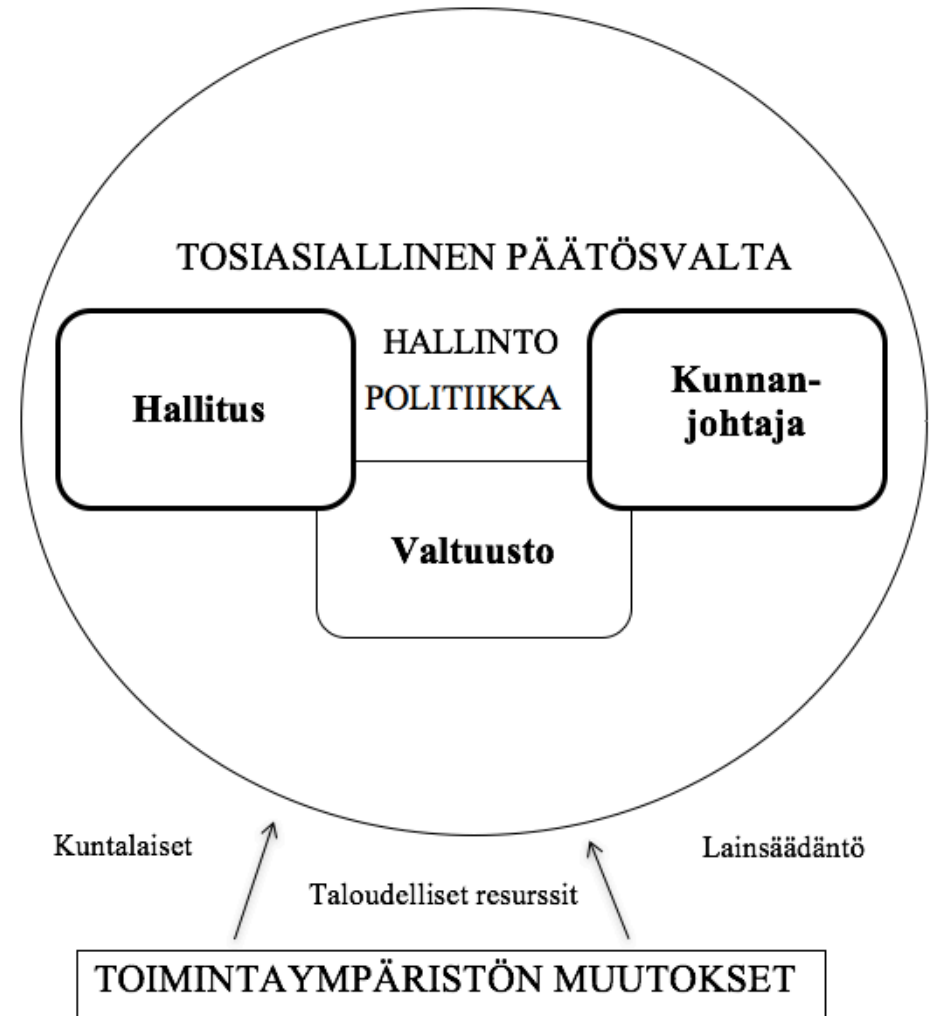 TOSIASIALLINEN PÄÄTÖSVALTA
HALLINTO
POLITIIKKA
Hallitus
Kunnan-
johtaja
Valtuusto
Kuntalaiset
Lainsäädäntö
Taloudelliset resurssit
TOIMINTAYMPÄRISTÖN MUUTOKSET